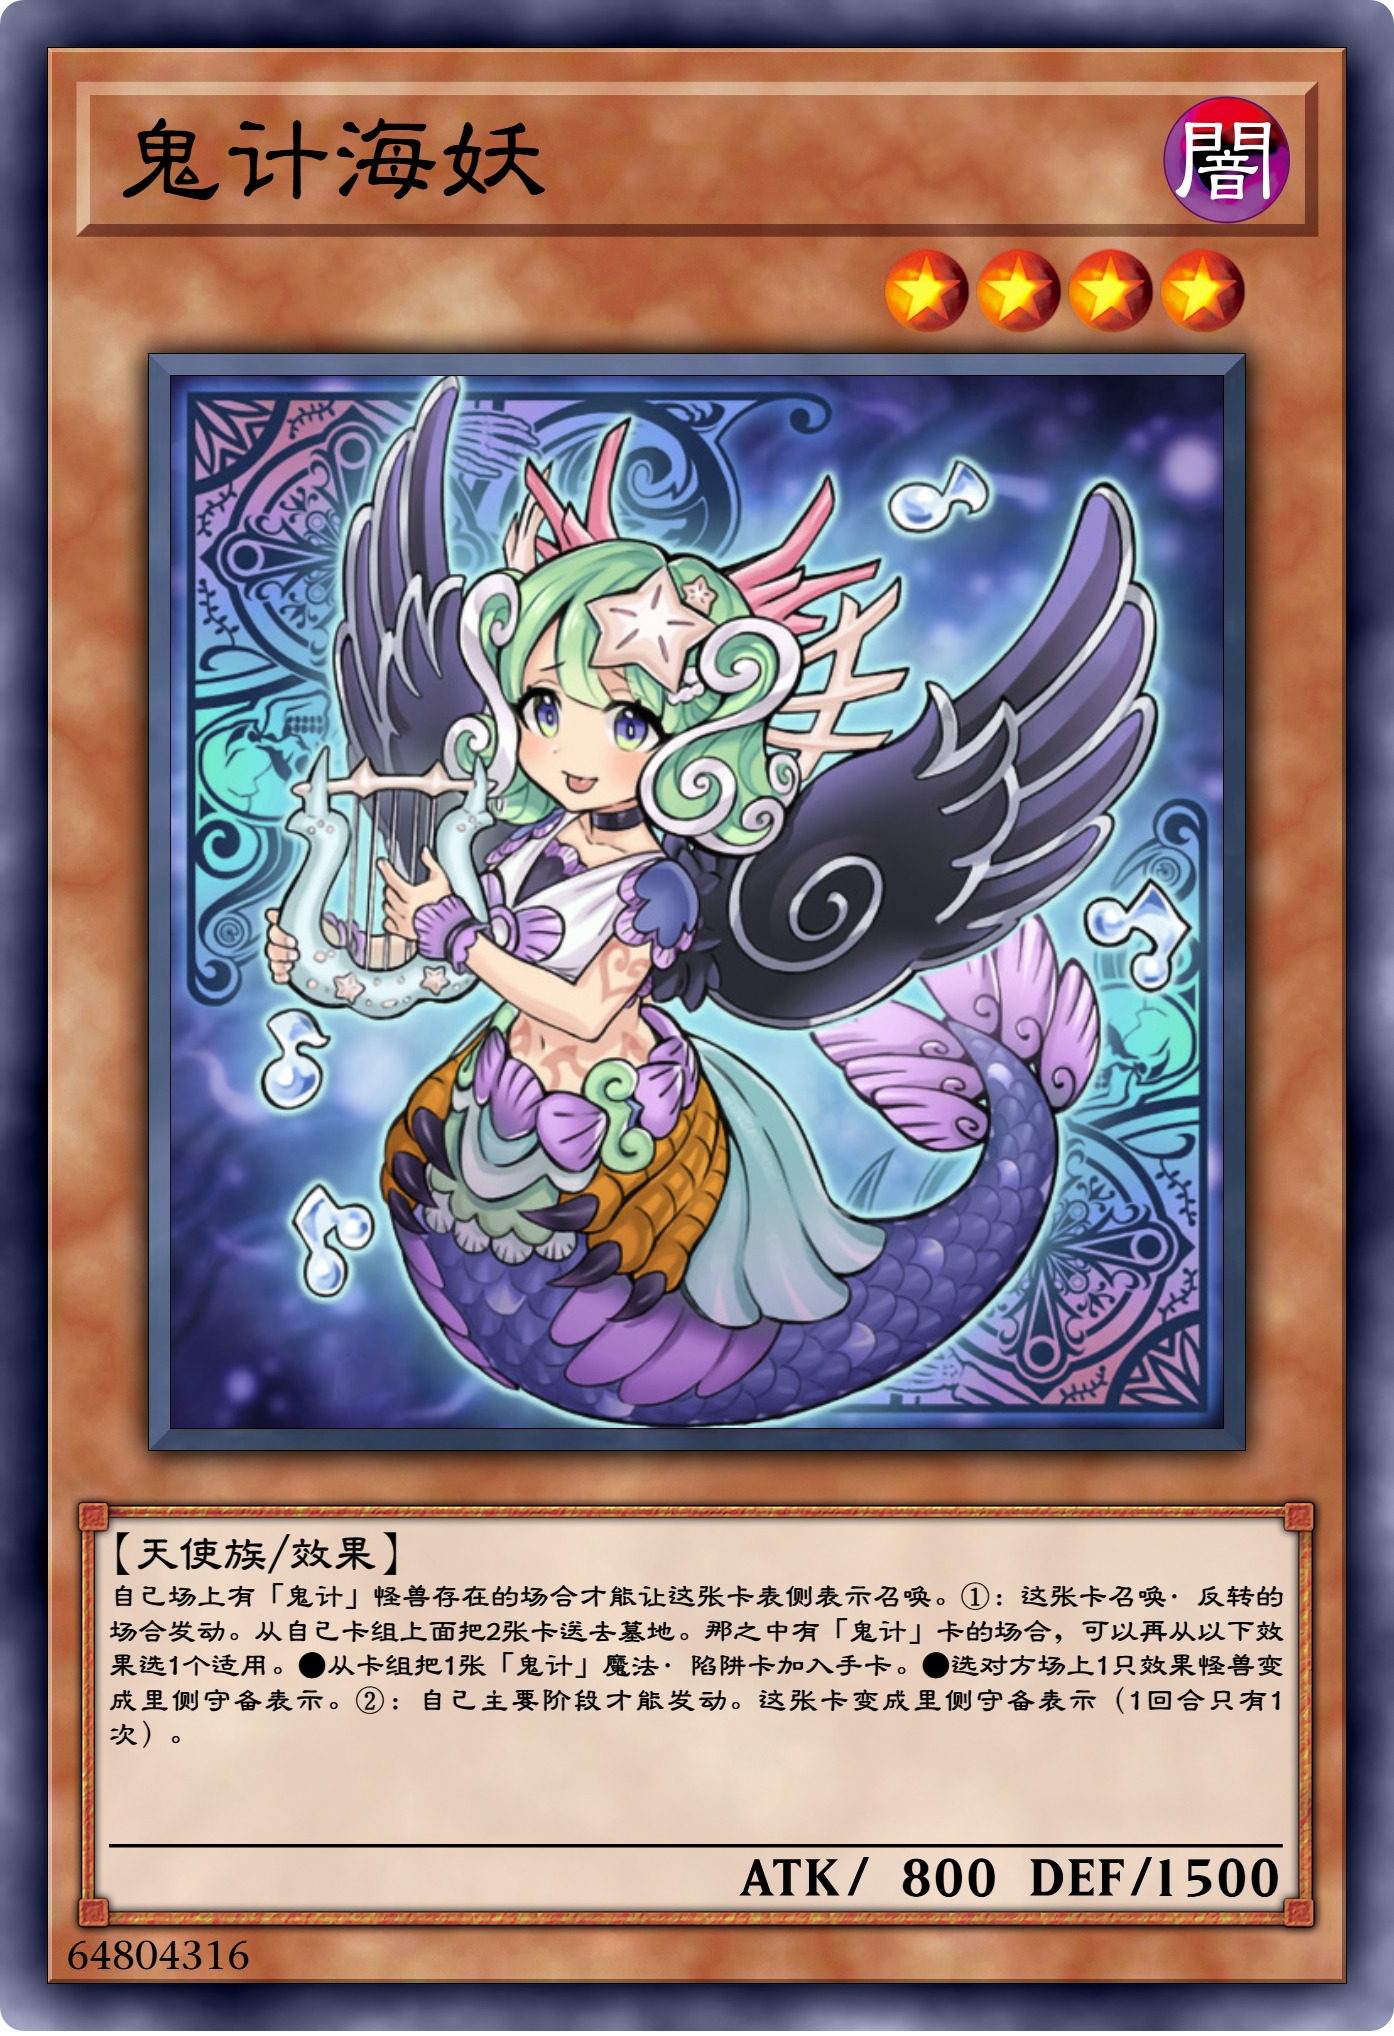 鬼计海妖
闇
【天使族/效果】
自己场上有「鬼计」怪兽存在的场合才能让这张卡表侧表示召唤。①：这张卡召唤·反转的
场合发动。从自己卡组上面把2张卡送去墓地。那之中有「鬼计」卡的场合，可以再从以下效
果选1个适用。●从卡组把1张「鬼计」魔法·陷阱卡加入手卡。●选对方场上1只效果怪兽变
成里侧守备表示。②：自己主要阶段才能发动。这张卡变成里侧守备表示（1回合只有1
次）。
ATK/ 800 DEF/1500
64804316